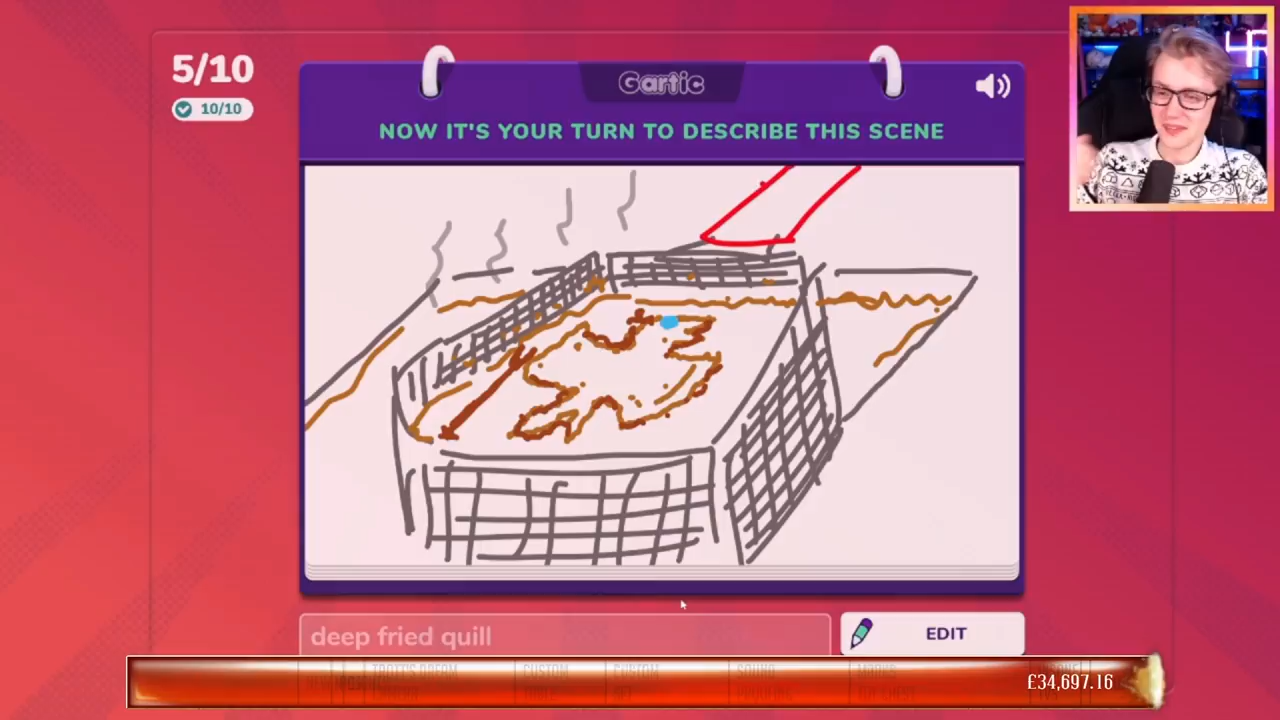 5/10
10/10
Gartic
NOW IT'S YOUR TURN TO DESCRIBE THIS SCENE
deep fried quill
EDIT
£34,697.16